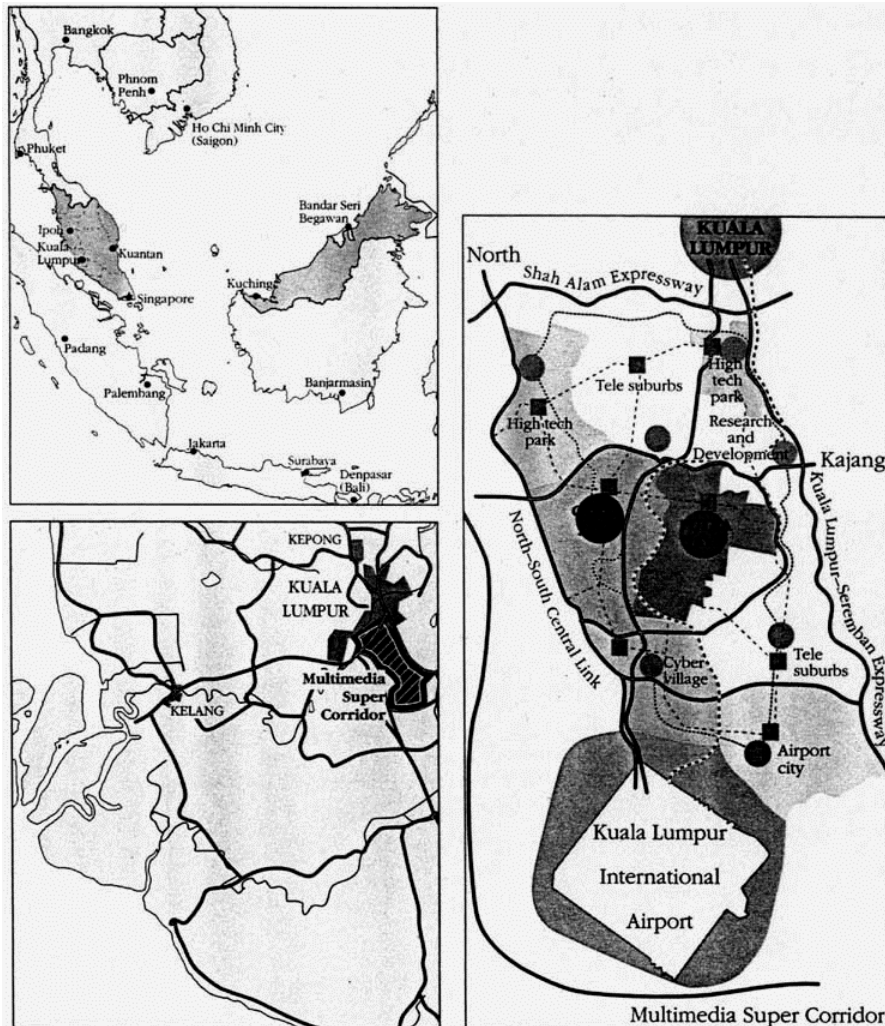 Bangkok
Phnom
Penh
Ho Chi Minh City
(Saigon)
Phuket
Bandar Seri
Begawan
Ipoh
Kuala
Lumpur
Kuantan
Kuching
Singapore
Padang
Palembang
Banjarmasin
Jakarta
Surabaya
Denpasar
(Bali)
KEPONG
KUALA
LUMPUR
Multimedia
Super
Corridor
KELANG
KUALA
LUMPUR
North
Shah Alam Expressway
Tele suburbs
High
tech
park
High tech
park
Research
and
Development
Kajang
North–South Central Link
Kuala Lumpur–Seremban Expressway
Cyber
village
Tele
suburbs
Airport
city
Kuala Lumpur
International
Airport
Multimedia Super Corridor